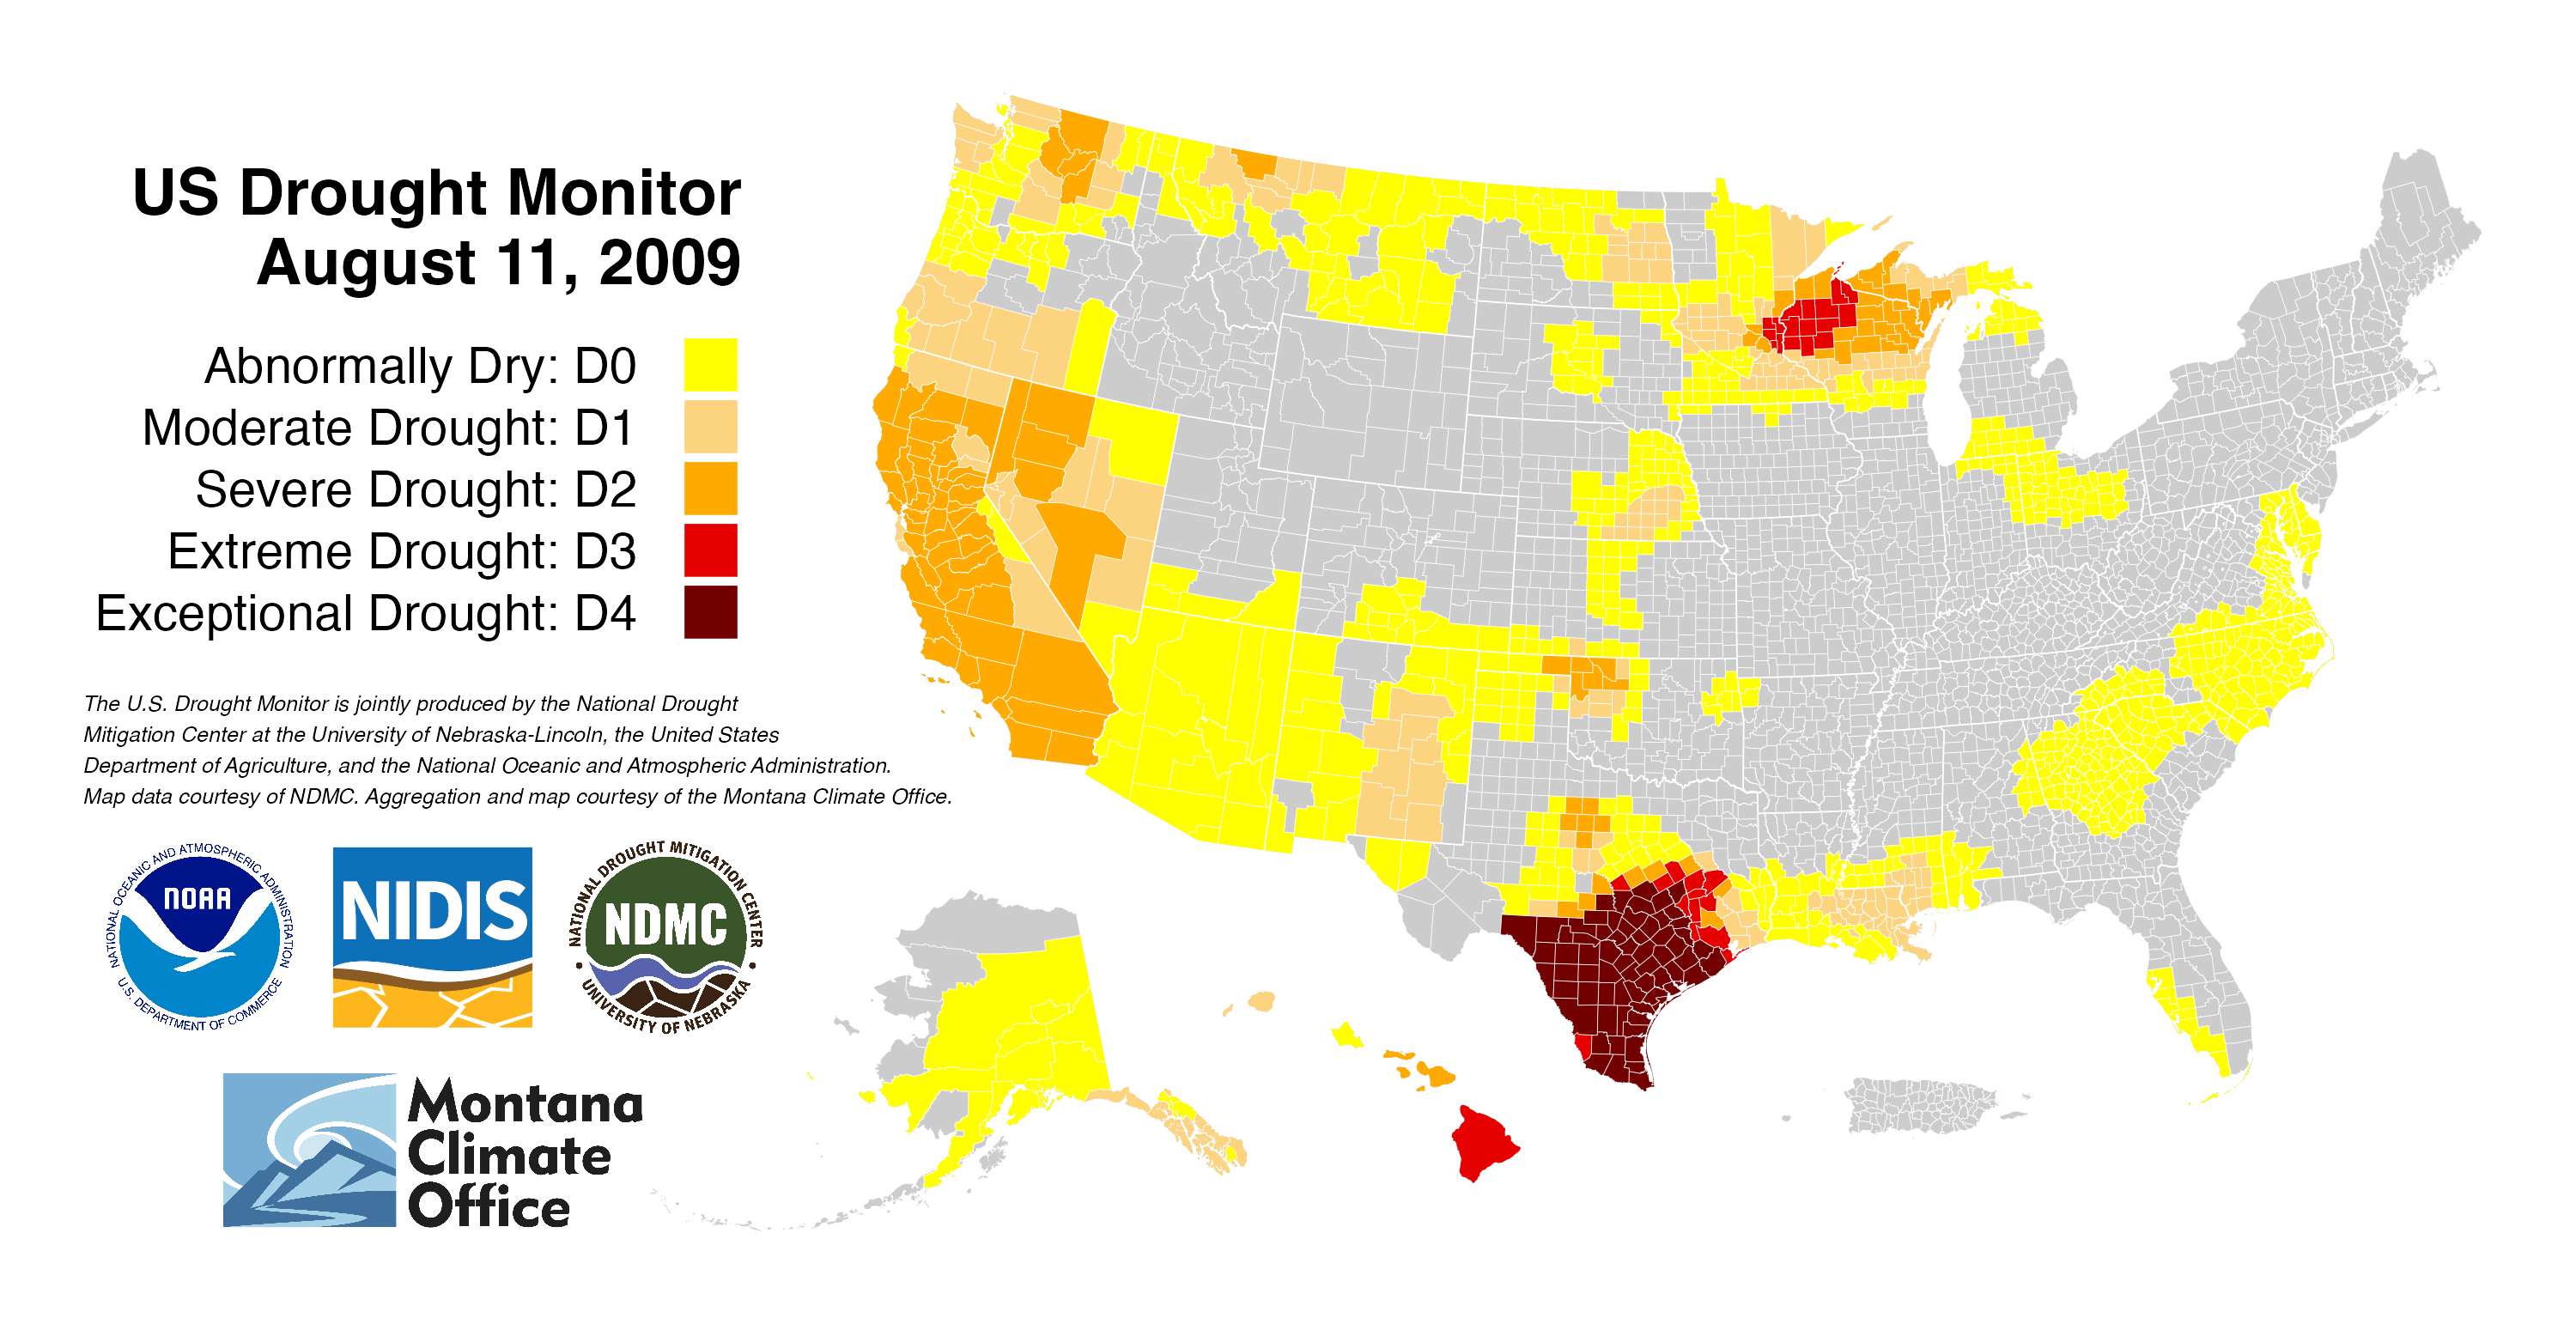 US Drought Monitor
August 11, 2009
Abnormally Dry: D0
Moderate Drought: D1
Severe Drought: D2
Extreme Drought: D3
Exceptional Drought: D4
The U.S. Drought Monitor is jointly produced by the National Drought
Mitigation Center at the University of Nebraska-Lincoln, the United States
Department of Agriculture, and the National Oceanic and Atmospheric Administration.
Map data courtesy of NDMC. Aggregation and map courtesy of the Montana Climate Office.
NATIONAL OCEANIC AND ATMOSPHERIC ADMINISTRATION
NOAA
U.S. DEPARTMENT OF COMMERCE
NIDIS
NATIONAL DROUGHT MITIGATION CENTER
NDMC
UNIVERSITY OF NEBRASKA
Montana
Climate
Office